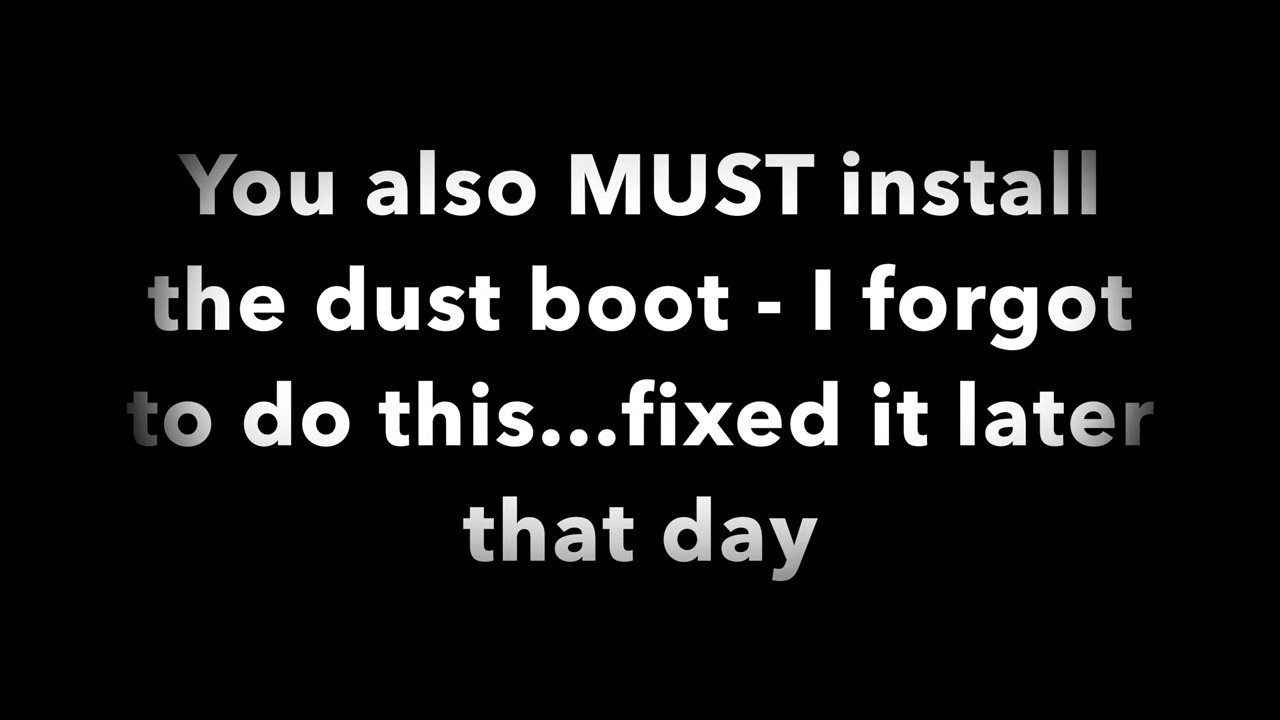 You also MUST install
the dust boot - I forgot
to do this...fixed it later
that day